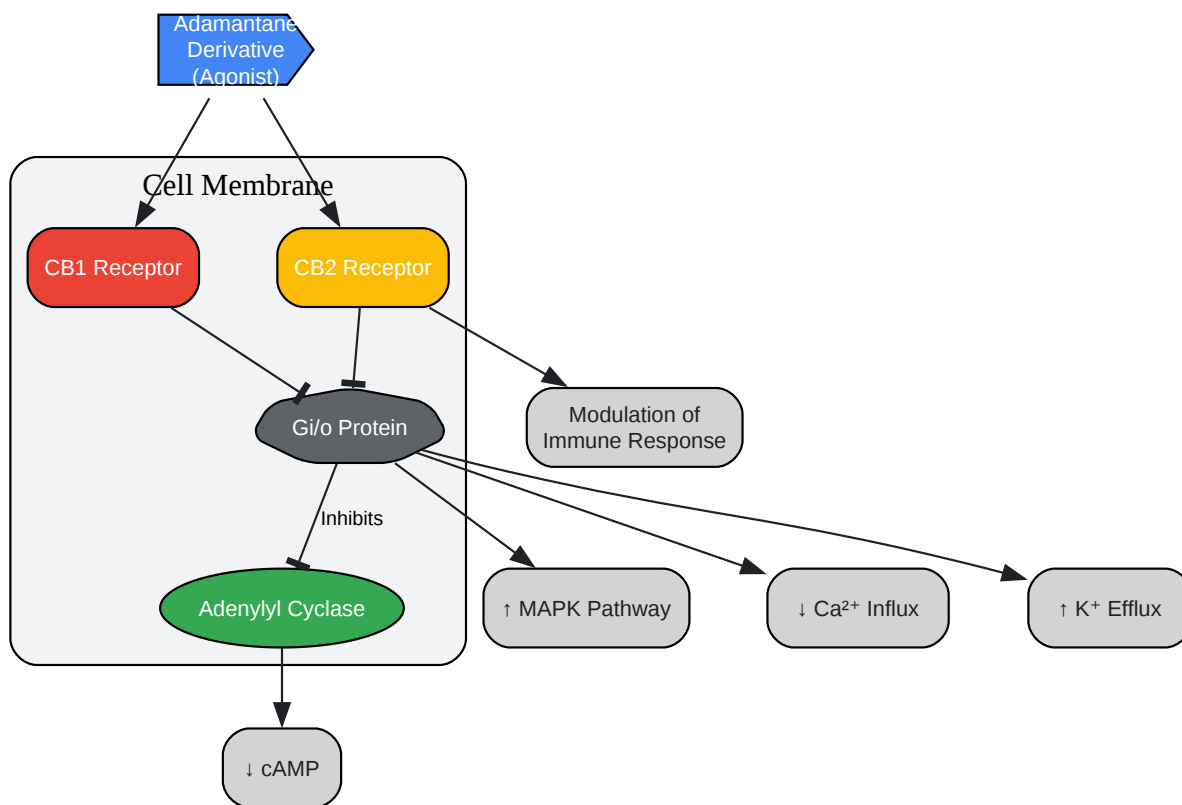 Adamantane
Derivative
(Agonist)
Cell Membrane
CB1 Receptor
CB2 Receptor
Gi/o Protein
Modulation of
Immune Response
Inhibits
Adenylyl Cyclase
↑ MAPK Pathway
↓ Ca²⁺ Influx
↑ K⁺ Efflux
↓ cAMP